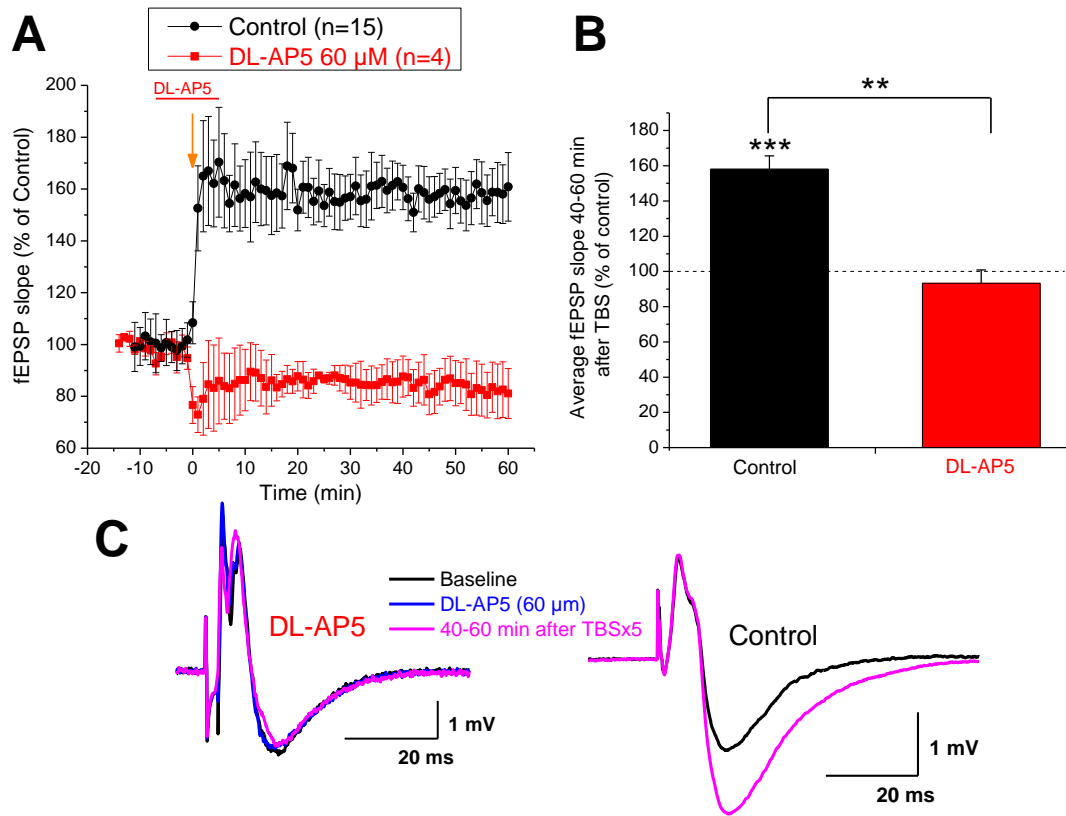 A
Control (n=15)
DL-AP5 60 µM (n=4)
DL-AP5
200
180
160
140
120
100
80
60
fEPSP slope (% of Control)
-20
-10
0
10
20
30
40
50
60
Time (min)
B
**
***
Average fEPSP slope 40-60 min
after TBS (% of control)
180
160
140
120
100
80
60
40
20
0
Control
DL-AP5
C
Baseline
DL-AP5 (60 µm)
40-60 min after TBSx5
DL-AP5
1 mV
20 ms
Control
1 mV
20 ms